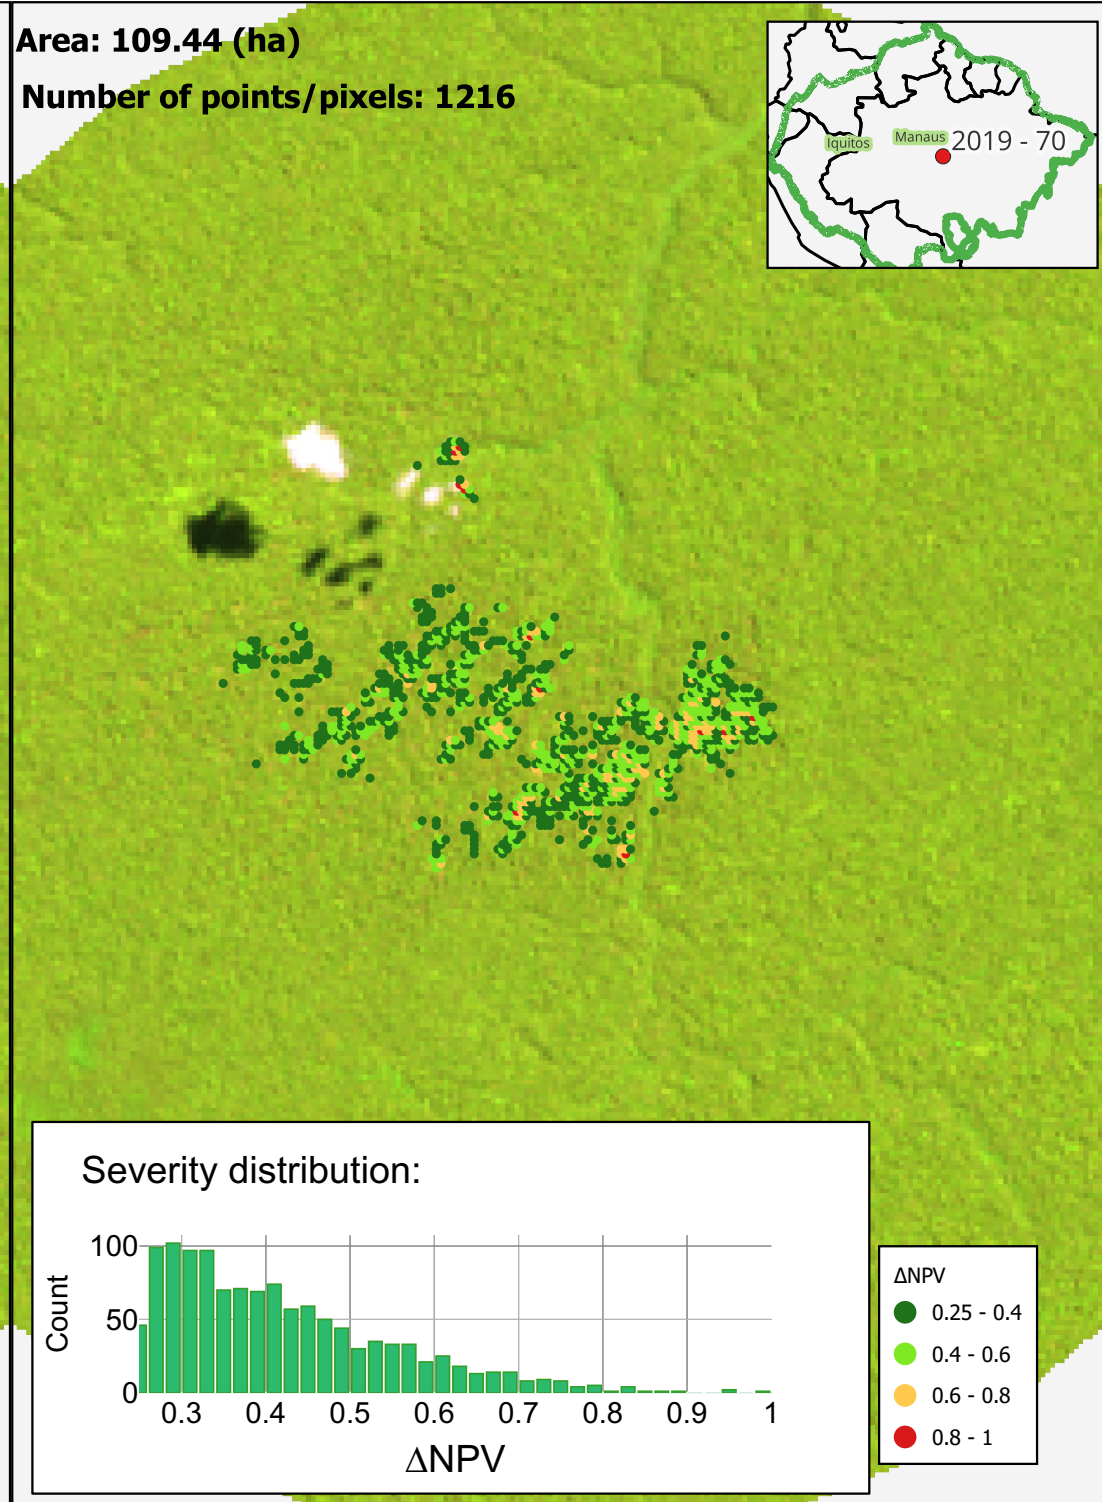 Area: 109.44 (ha)
Number of points/pixels: 1216
Iquitos
Manaus
2019 - 70
Severity distribution:
100
50
0
Count
0.3 0.4 0.5 0.6 0.7 0.8 0.9 1
ΔNPV
ΔNPV
0.25 - 0.4
0.4 - 0.6
0.6 - 0.8
0.8 - 1